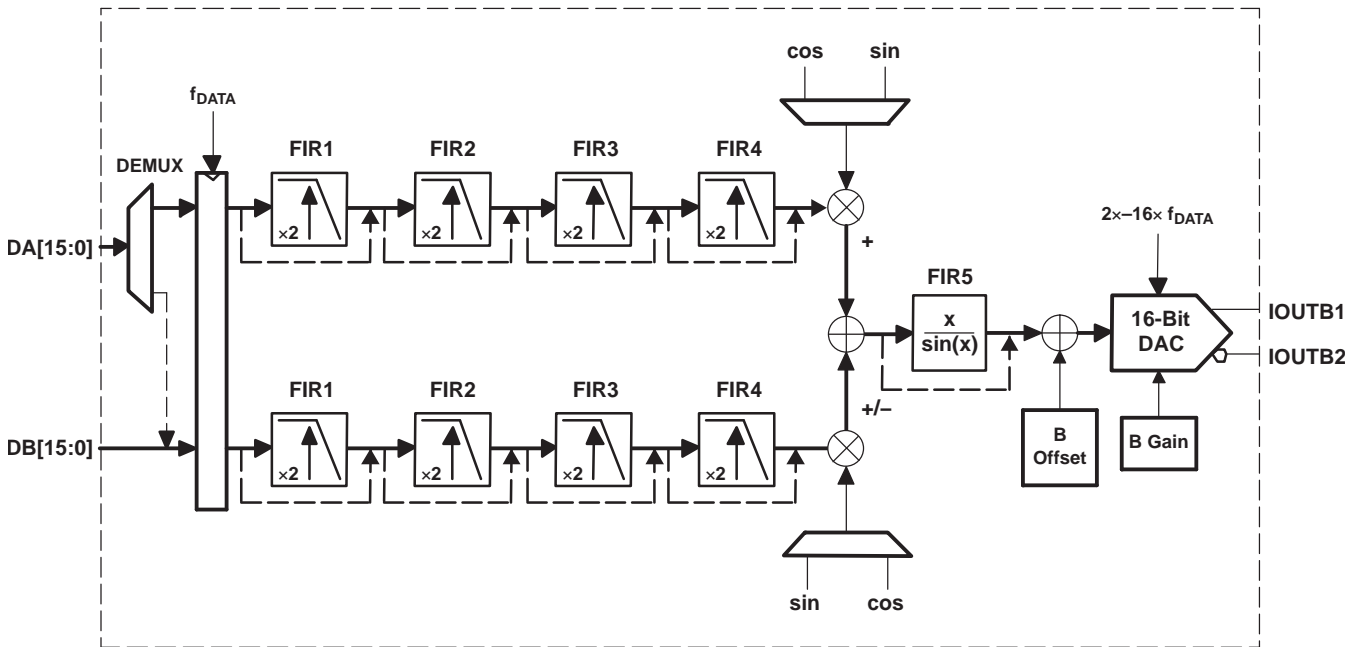 cos
sin
f_DATA
DEMUX
FIR1
FIR2
FIR3
FIR4
×2
×2
×2
×2
2×–16× f_DATA
DA[15:0]
+
FIR5
x
sin(x)
16-Bit
DAC
IOUTB1
IOUTB2
FIR1
FIR2
FIR3
FIR4
+/–
DB[15:0]
×2
×2
×2
×2
B
Offset
B Gain
sin
cos